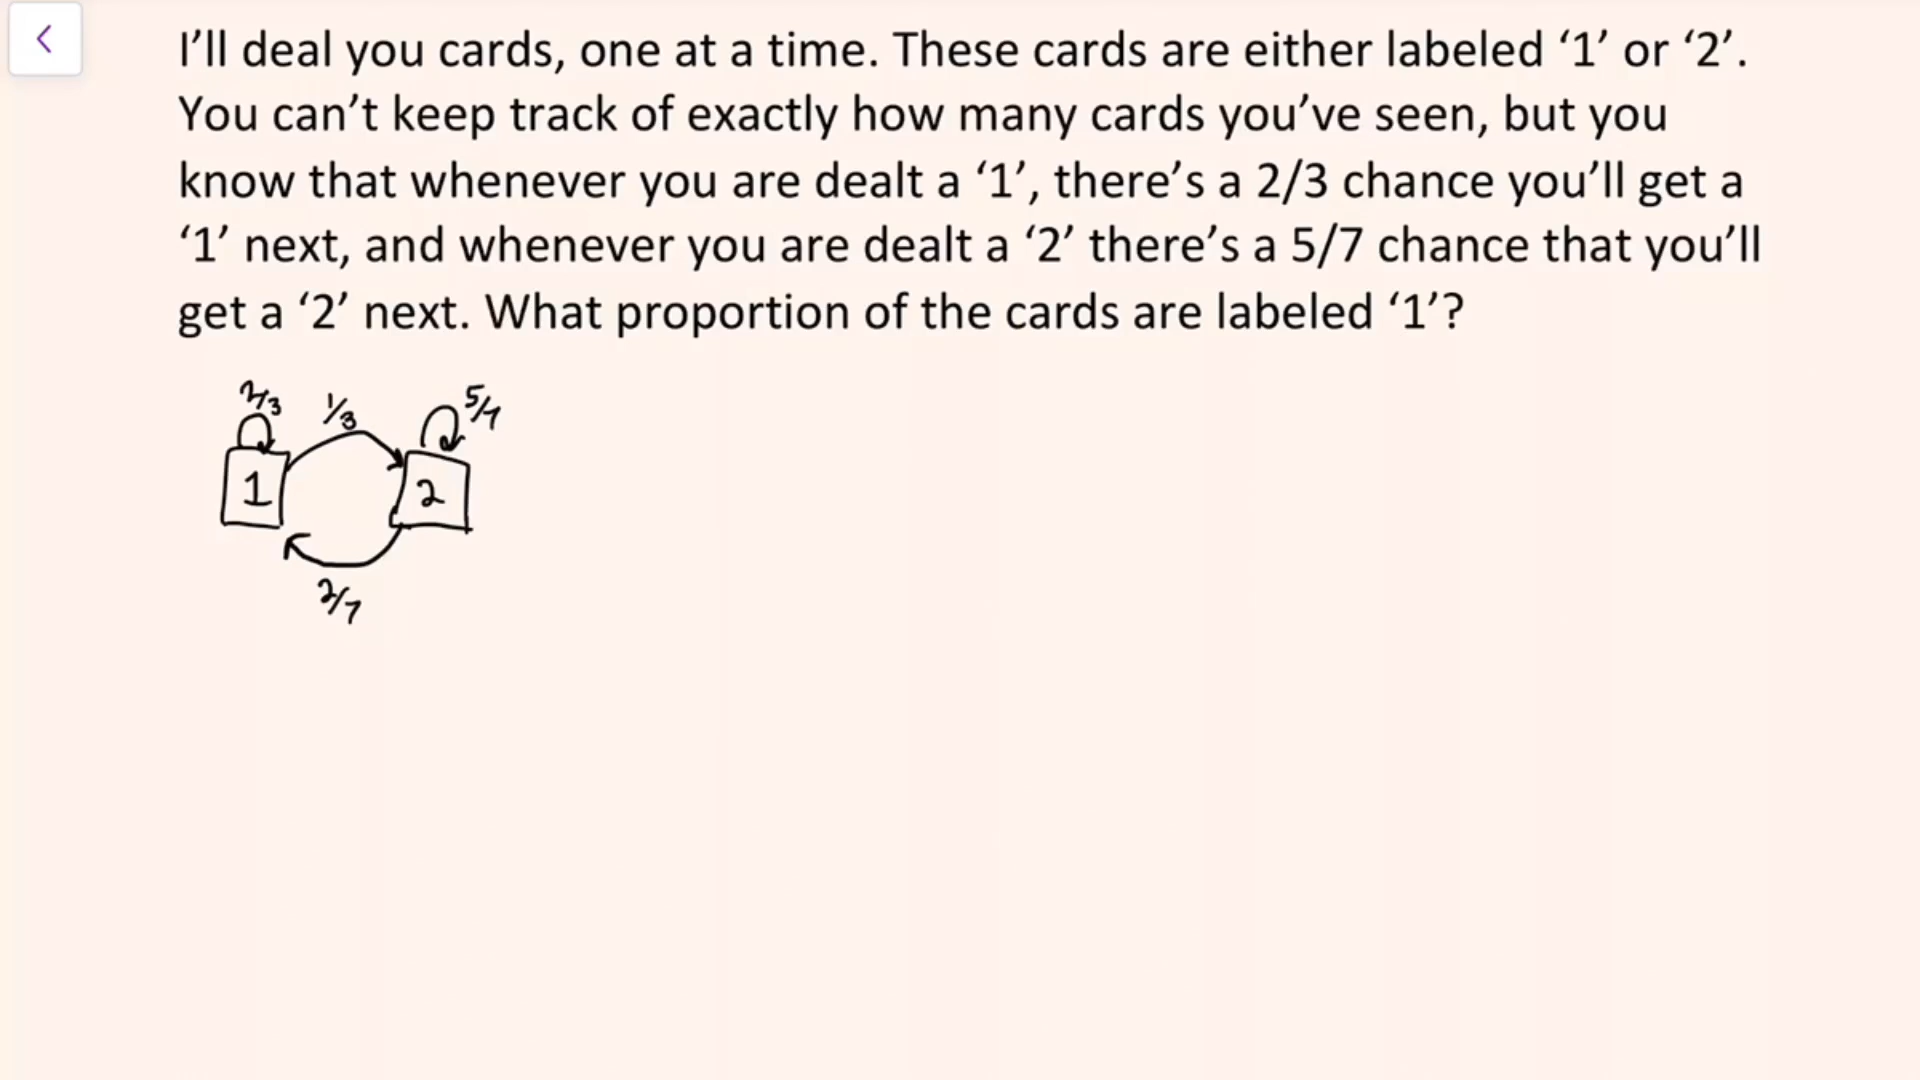 I’ll deal you cards, one at a time. These cards are either labeled ‘1’ or ‘2’.
You can’t keep track of exactly how many cards you’ve seen, but you
know that whenever you are dealt a ‘1’, there’s a 2/3 chance you’ll get a
‘1’ next, and whenever you are dealt a ‘2’ there’s a 5/7 chance that you’ll
get a ‘2’ next. What proportion of the cards are labeled ‘1’?
2/3
1/3
5/7
1
2
2/7